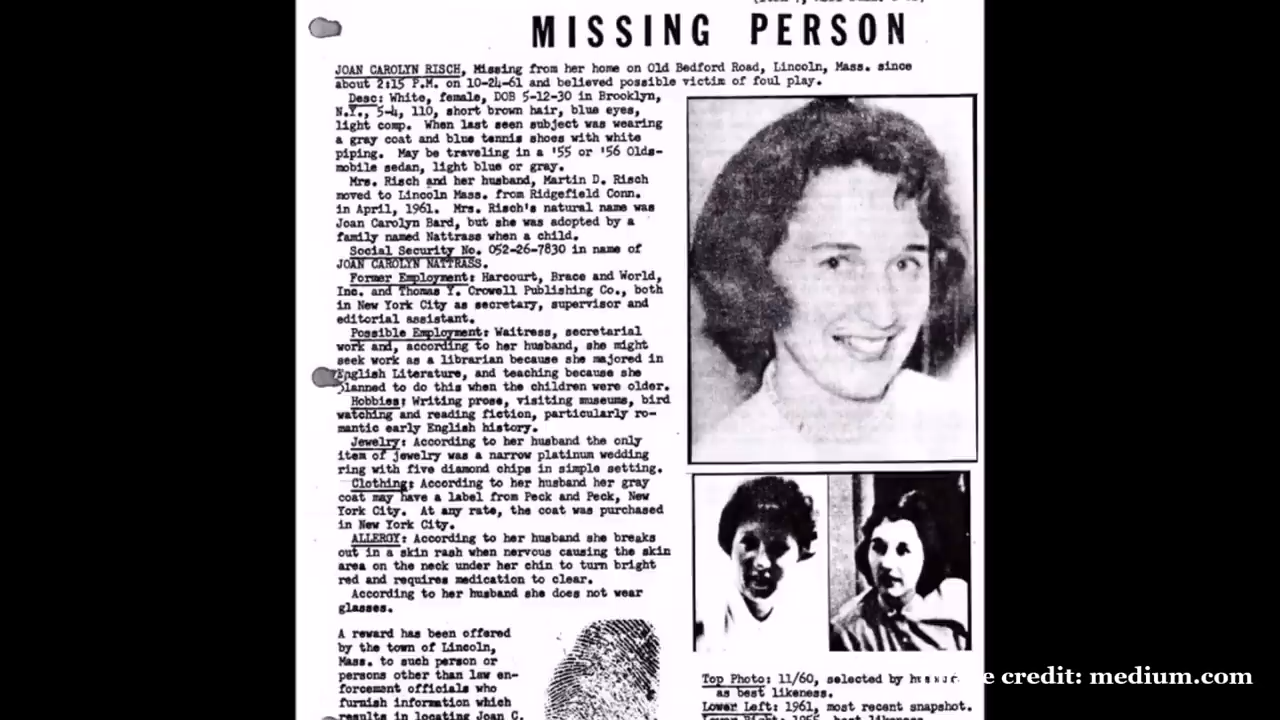 MISSING PERSON
JOAN CAROLYN RISCH, Missing from her home on Old Bedford Road, Lincoln, Mass. since
about 2:15 P.M. on 10-24-61 and believed possible victim of foul play.
Desc: White, female, DOB 5-12-30 in Brooklyn,
N.Y., 5-4, 110, short brown hair, blue eyes,
light comp. When last seen subject was wearing
a gray coat and blue tennis shoes with white
piping. May be traveling in a '55 or '56 Olds-
mobile sedan, light blue or gray.
Mrs. Risch and her husband, Martin D. Risch
moved to Lincoln Mass. from Ridgefield Conn.
in April, 1961. Mrs. Risch's natural name was
Joan Carolyn Bard, but she was adopted by a
family named Nattrass when a child.
Social Security No. 052-26-7830 in name of
JOAN CAROLYN NATTRASS.
Former Employment: Harcourt, Brace and World,
Inc. and Thomas Y. Crowell Publishing Co., both
in New York City as secretary, supervisor and
editorial assistant.
Possible Employment: Waitress, secretarial
work and, according to her husband, she might
seek work as a librarian because she majored in
English Literature, and teaching because she
planned to do this when the children were older.
Hobbies: Writing prose, visiting museums, bird
watching and reading fiction, particularly ro-
mantic early English history.
Jewelry: According to her husband the only
item of jewelry was a narrow platinum wedding
ring with five diamond chips in simple setting.
Clothing: According to her husband her gray
coat may have a label from Peck and Peck, New
York City. At any rate, the coat was purchased
in New York City.
ALLERGY: According to her husband she breaks
out in a skin rash when nervous causing the skin
area on the neck under her chin to turn bright
red and requires medication to clear.
According to her husband she does not wear
glasses.
A reward has been offered
by the town of Lincoln,
Mass. to such person or
persons other than law en-
forcement officials who
furnish information which
results in locating Joan C.
Top Photo: 11/60, selected by
as best likeness.
Lower Left: 1961, most recent snapshot.
Lower Right: 1955, best likeness
credit: medium.com